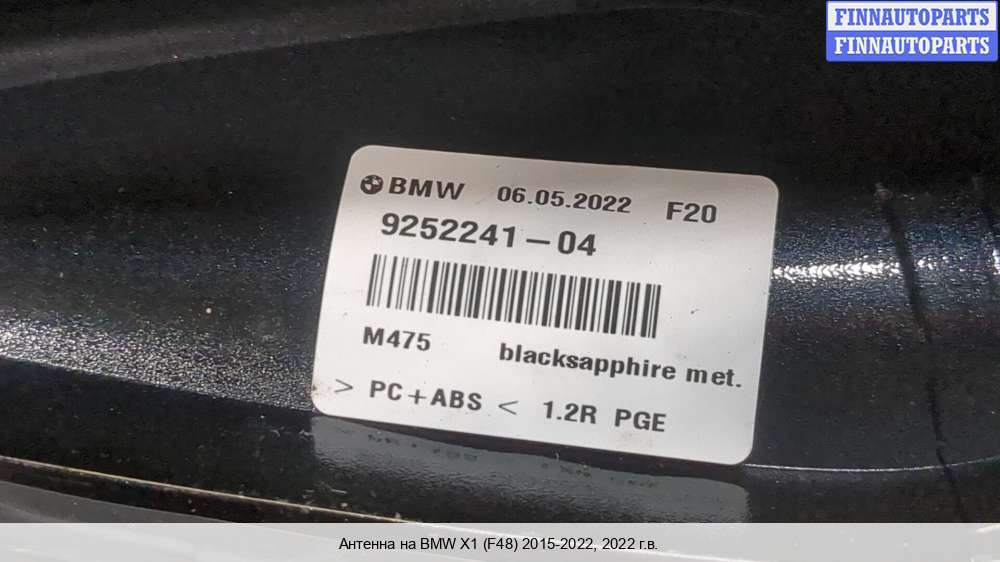 FINNAUTOPARTS
FINNAUTOPARTS
BMW 06.05.2022 F20
9252241-04
M475 blacksapphire met.
> PC+ABS < 1.2R PGE
Антенна на BMW X1 (F48) 2015-2022, 2022 г.в.